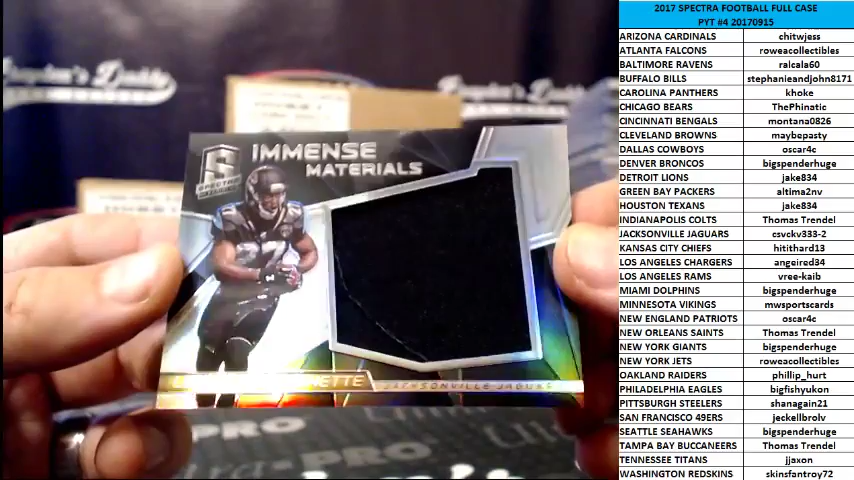 2017 SPECTRA FOOTBALL FULL CASE
PYT #4 20170915
ARIZONA CARDINALS chitwjess
ATLANTA FALCONS roweacollectibles
BALTIMORE RAVENS ralcala60
BUFFALO BILLS stephanieandjohn8171
CAROLINA PANTHERS khoke
CHICAGO BEARS ThePhinatic
CINCINNATI BENGALS montana0826
CLEVELAND BROWNS maybepasty
DALLAS COWBOYS oscar4c
DENVER BRONCOS bigspenderhuge
DETROIT LIONS jake834
GREEN BAY PACKERS altima2nv
HOUSTON TEXANS jake834
INDIANAPOLIS COLTS Thomas Trendel
JACKSONVILLE JAGUARS csvckv333-2
KANSAS CITY CHIEFS hitithard13
LOS ANGELES CHARGERS angeired34
LOS ANGELES RAMS vree-kaib
MIAMI DOLPHINS bigspenderhuge
MINNESOTA VIKINGS mwsportscards
NEW ENGLAND PATRIOTS oscar4c
NEW ORLEANS SAINTS Thomas Trendel
NEW YORK GIANTS bigspenderhuge
NEW YORK JETS roweacollectibles
OAKLAND RAIDERS phillip_hurt
PHILADELPHIA EAGLES bigfishyukon
PITTSBURGH STEELERS shanagain21
SAN FRANCISCO 49ERS jeckellbrolv
SEATTLE SEAHAWKS bigspenderhuge
TAMPA BAY BUCCANEERS Thomas Trendel
TENNESSEE TITANS jjaxon
WASHINGTON REDSKINS skinsfantroy72
IMMENSE
MATERIALS
SPECTRA
27
JACKSONVILLE JAGUARS
PRO
PRO